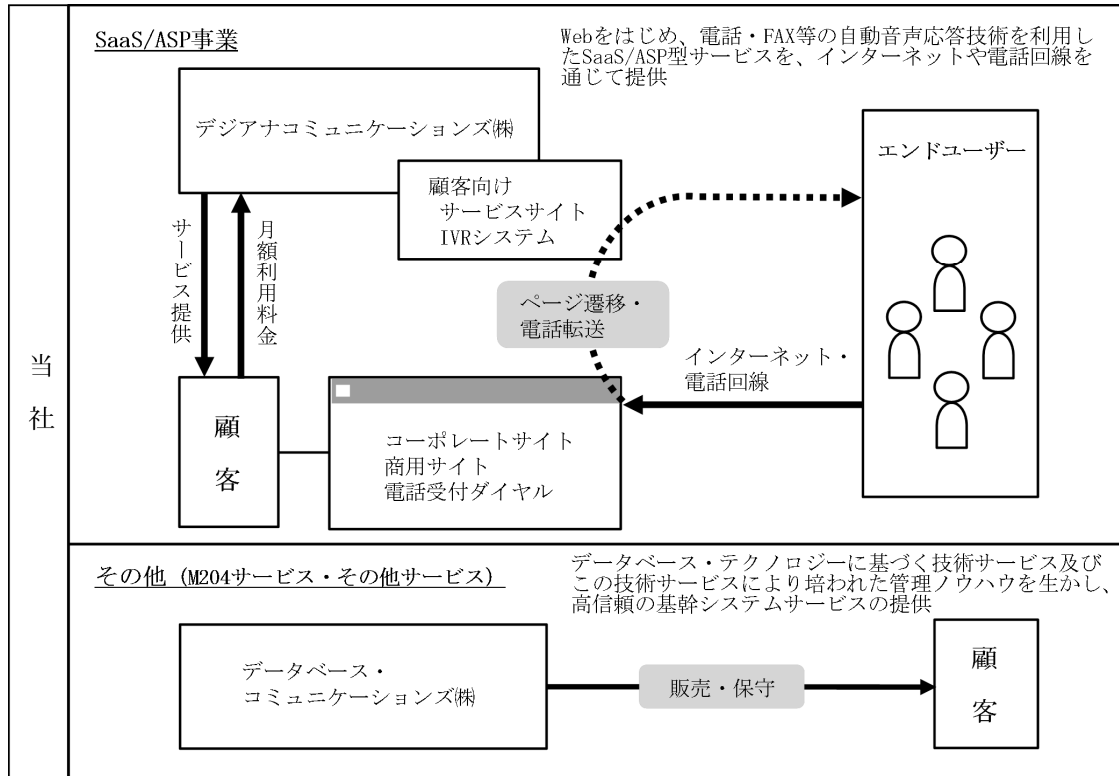 当社
SaaS/ASP事業
Webをはじめ、電話・FAX等の自動音声応答技術を利用し
たSaaS/ASP型サービスを、インターネットや電話回線を
通じて提供
デジアナコミュニケーションズ㈱
顧客向け
サービスサイト
IVRシステム
エンドユーザー
サービス提供
月額利用料金
ページ遷移・
電話転送
インターネット・
電話回線
顧客
コーポレートサイト
商用サイト
電話受付ダイヤル
その他（M204サービス・その他サービス）
データベース・テクノロジーに基づく技術サービス及び
この技術サービスにより培われた管理ノウハウを生かし、
高信頼の基幹システムサービスの提供
データベース・
コミュニケーションズ㈱
販売・保守
顧客